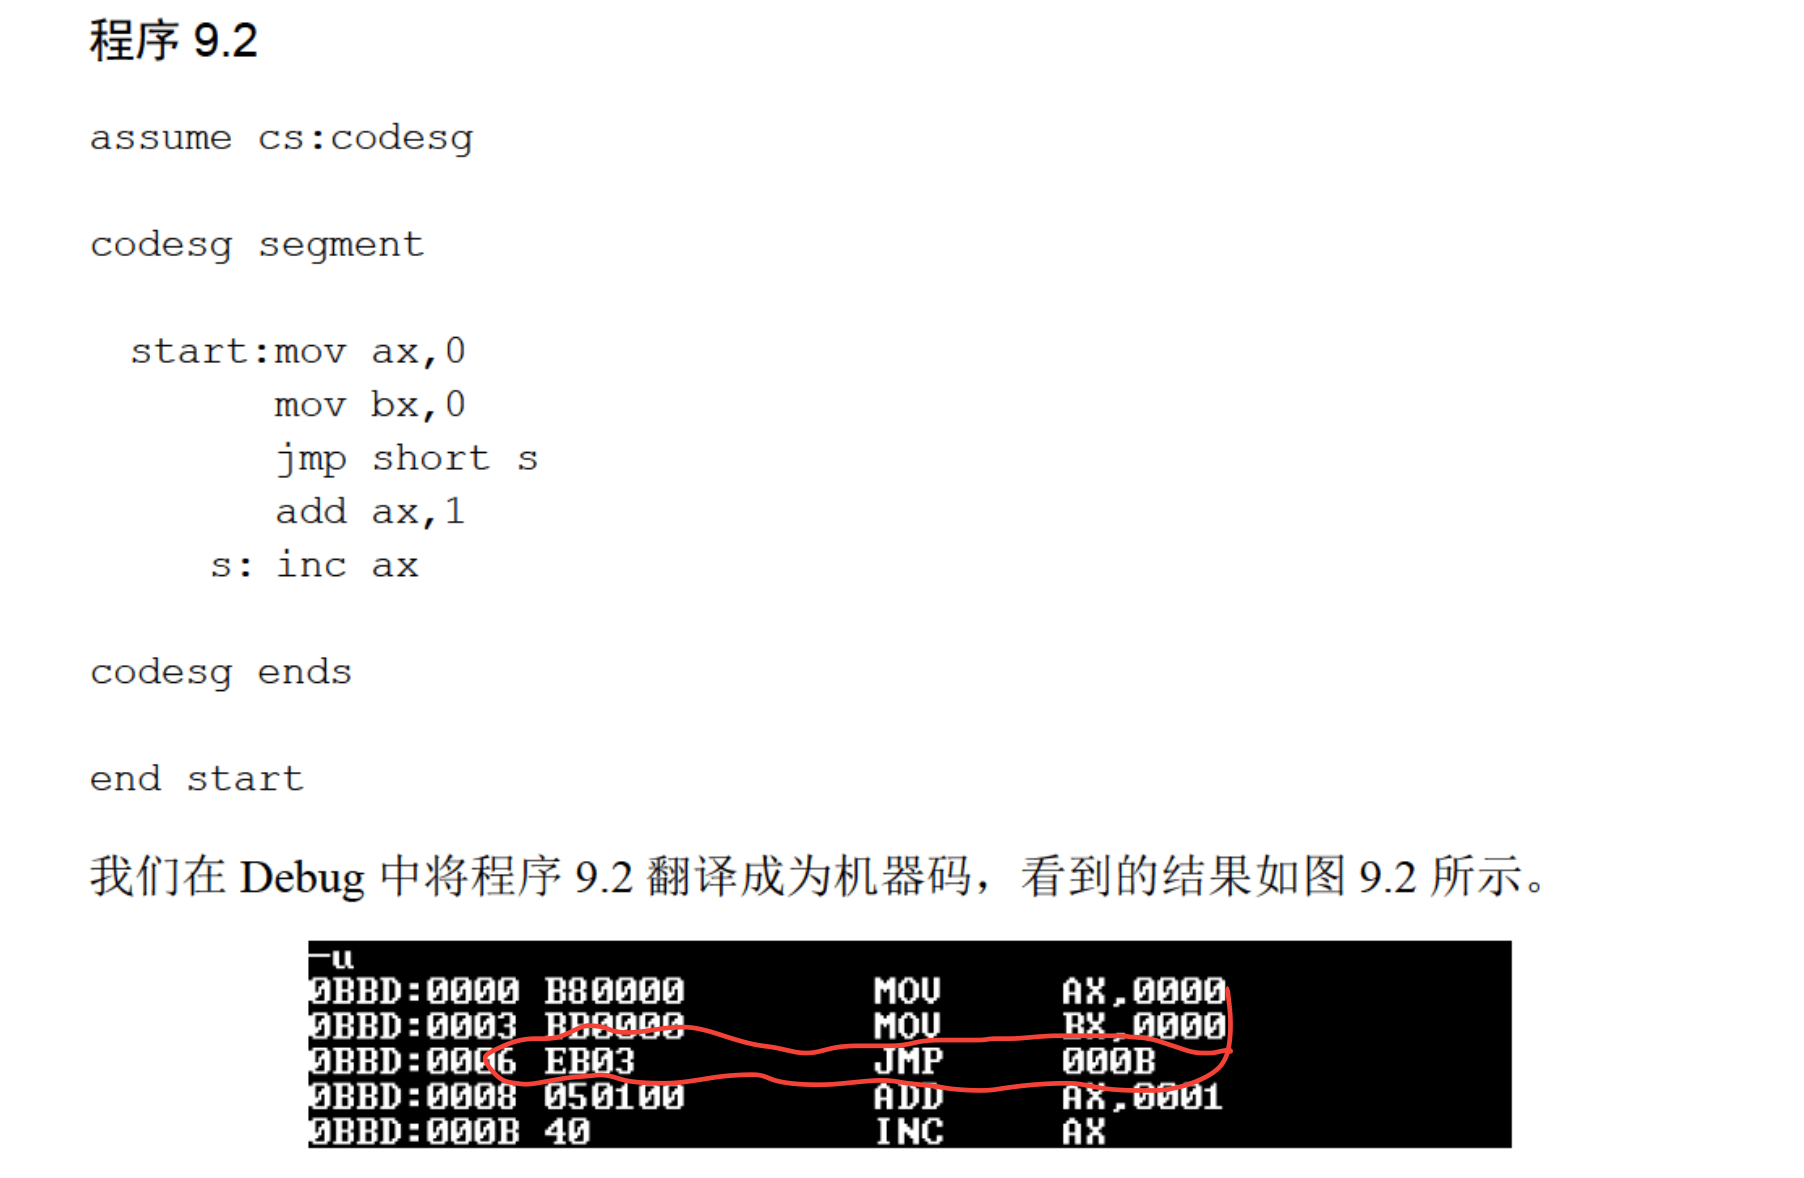 程序 9.2
assume cs:codesg
codesg segment
start:mov ax,0
mov bx,0
jmp short s
add ax,1
s: inc ax
codesg ends
end start
我们在 Debug 中将程序 9.2 翻译成为机器码，看到的结果如图 9.2 所示。
-u
0BBD:0000 B80000 MOV AX,0000
0BBD:0003 BB0000 MOV BX,0000
0BBD:0006 EB03 JMP 000B
0BBD:0008 050100 ADD AX,0001
0BBD:000B 40 INC AX